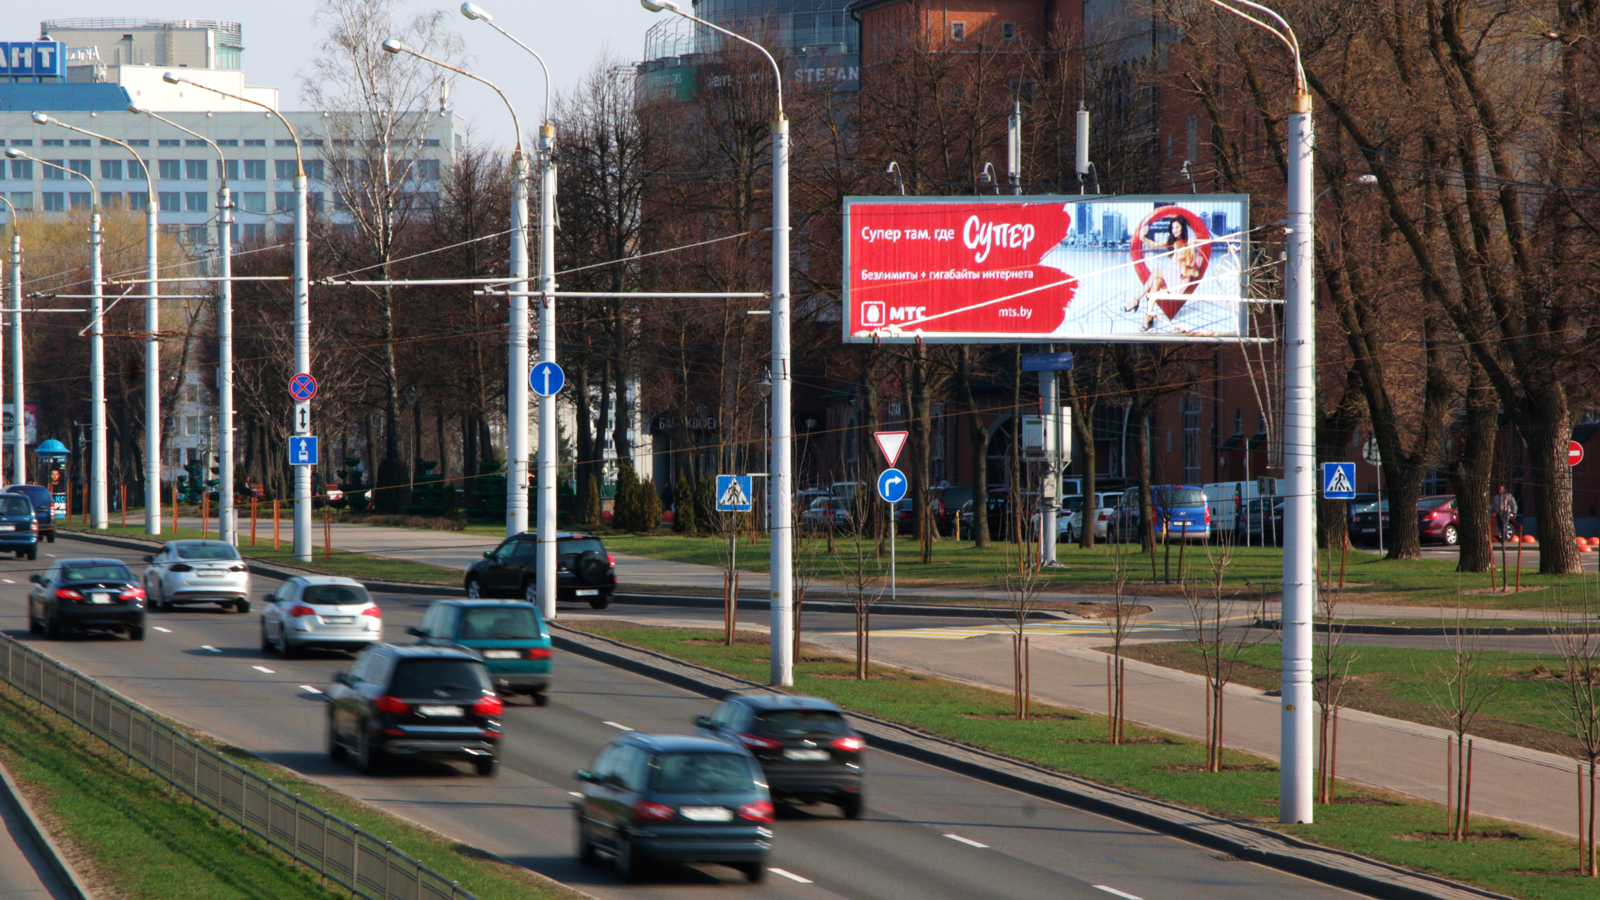 АНТ
STEFAN
Супер там, где Супер
Безлимиты + гигабайты интернета
МТС
mts.by